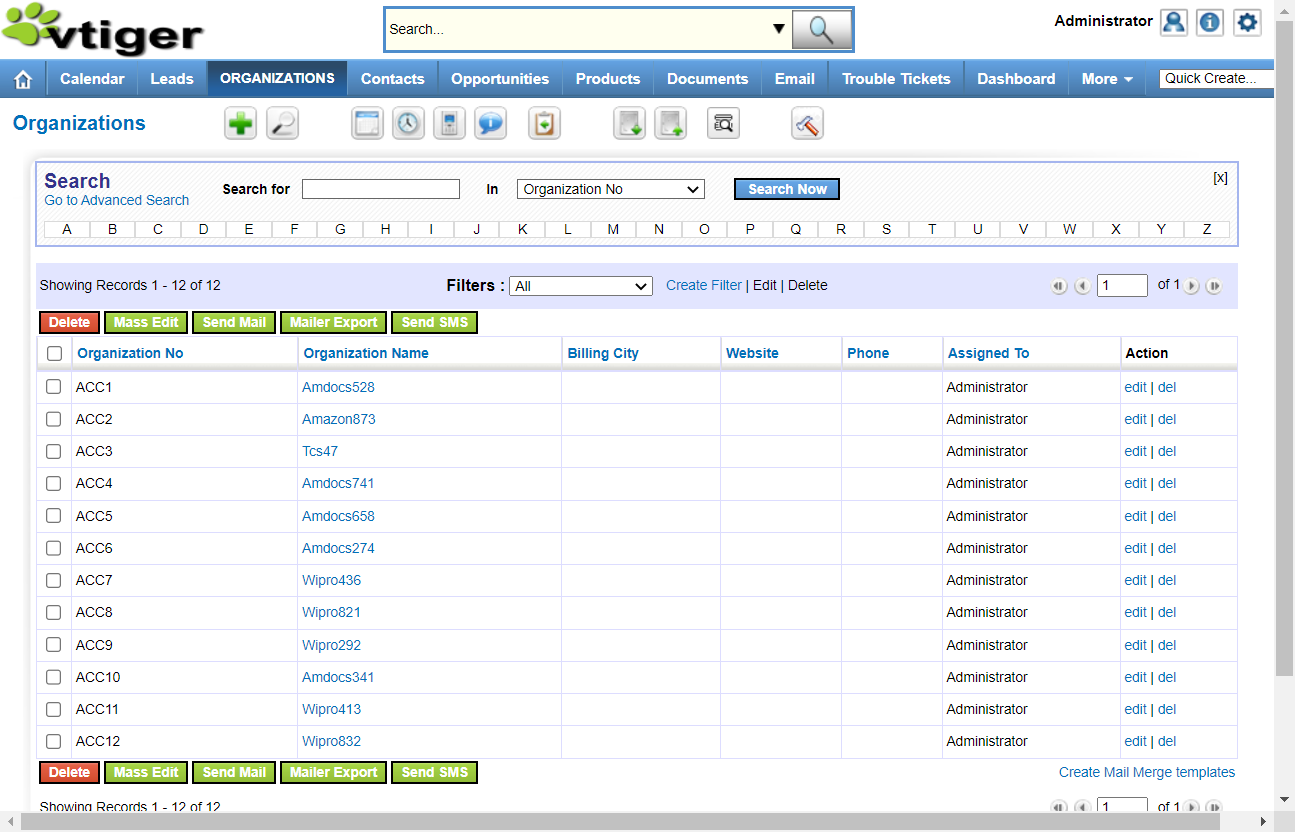 vtiger
Search...
Administrator
Calendar Leads ORGANIZATIONS Contacts Opportunities Products Documents Email Trouble Tickets Dashboard More Quick Create...
Organizations
Search
Go to Advanced Search
Search for In Organization No Search Now [x]
A B C D E F G H I J K L M N O P Q R S T U V W X Y Z
Showing Records 1 - 12 of 12 Filters : All Create Filter | Edit | Delete 1 of 1
Delete Mass Edit Send Mail Mailer Export Send SMS
Organization No Organization Name Billing City Website Phone Assigned To Action
ACC1 Amdocs528 Administrator edit | del
ACC2 Amazon873 Administrator edit | del
ACC3 Tcs47 Administrator edit | del
ACC4 Amdocs741 Administrator edit | del
ACC5 Amdocs658 Administrator edit | del
ACC6 Amdocs274 Administrator edit | del
ACC7 Wipro436 Administrator edit | del
ACC8 Wipro821 Administrator edit | del
ACC9 Wipro292 Administrator edit | del
ACC10 Amdocs341 Administrator edit | del
ACC11 Wipro413 Administrator edit | del
ACC12 Wipro832 Administrator edit | del
Delete Mass Edit Send Mail Mailer Export Send SMS Create Mail Merge templates
Showing Records 1 - 12 of 12 1 of 1